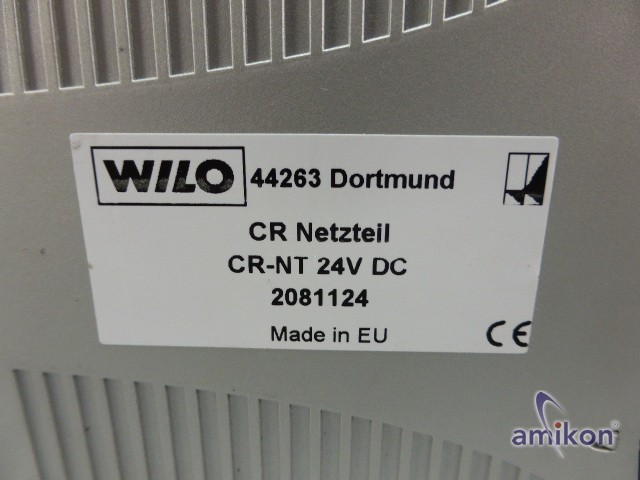 WILO 44263 Dortmund
CR Netzteil
CR-NT 24V DC
2081124
Made in EU CE
amikon